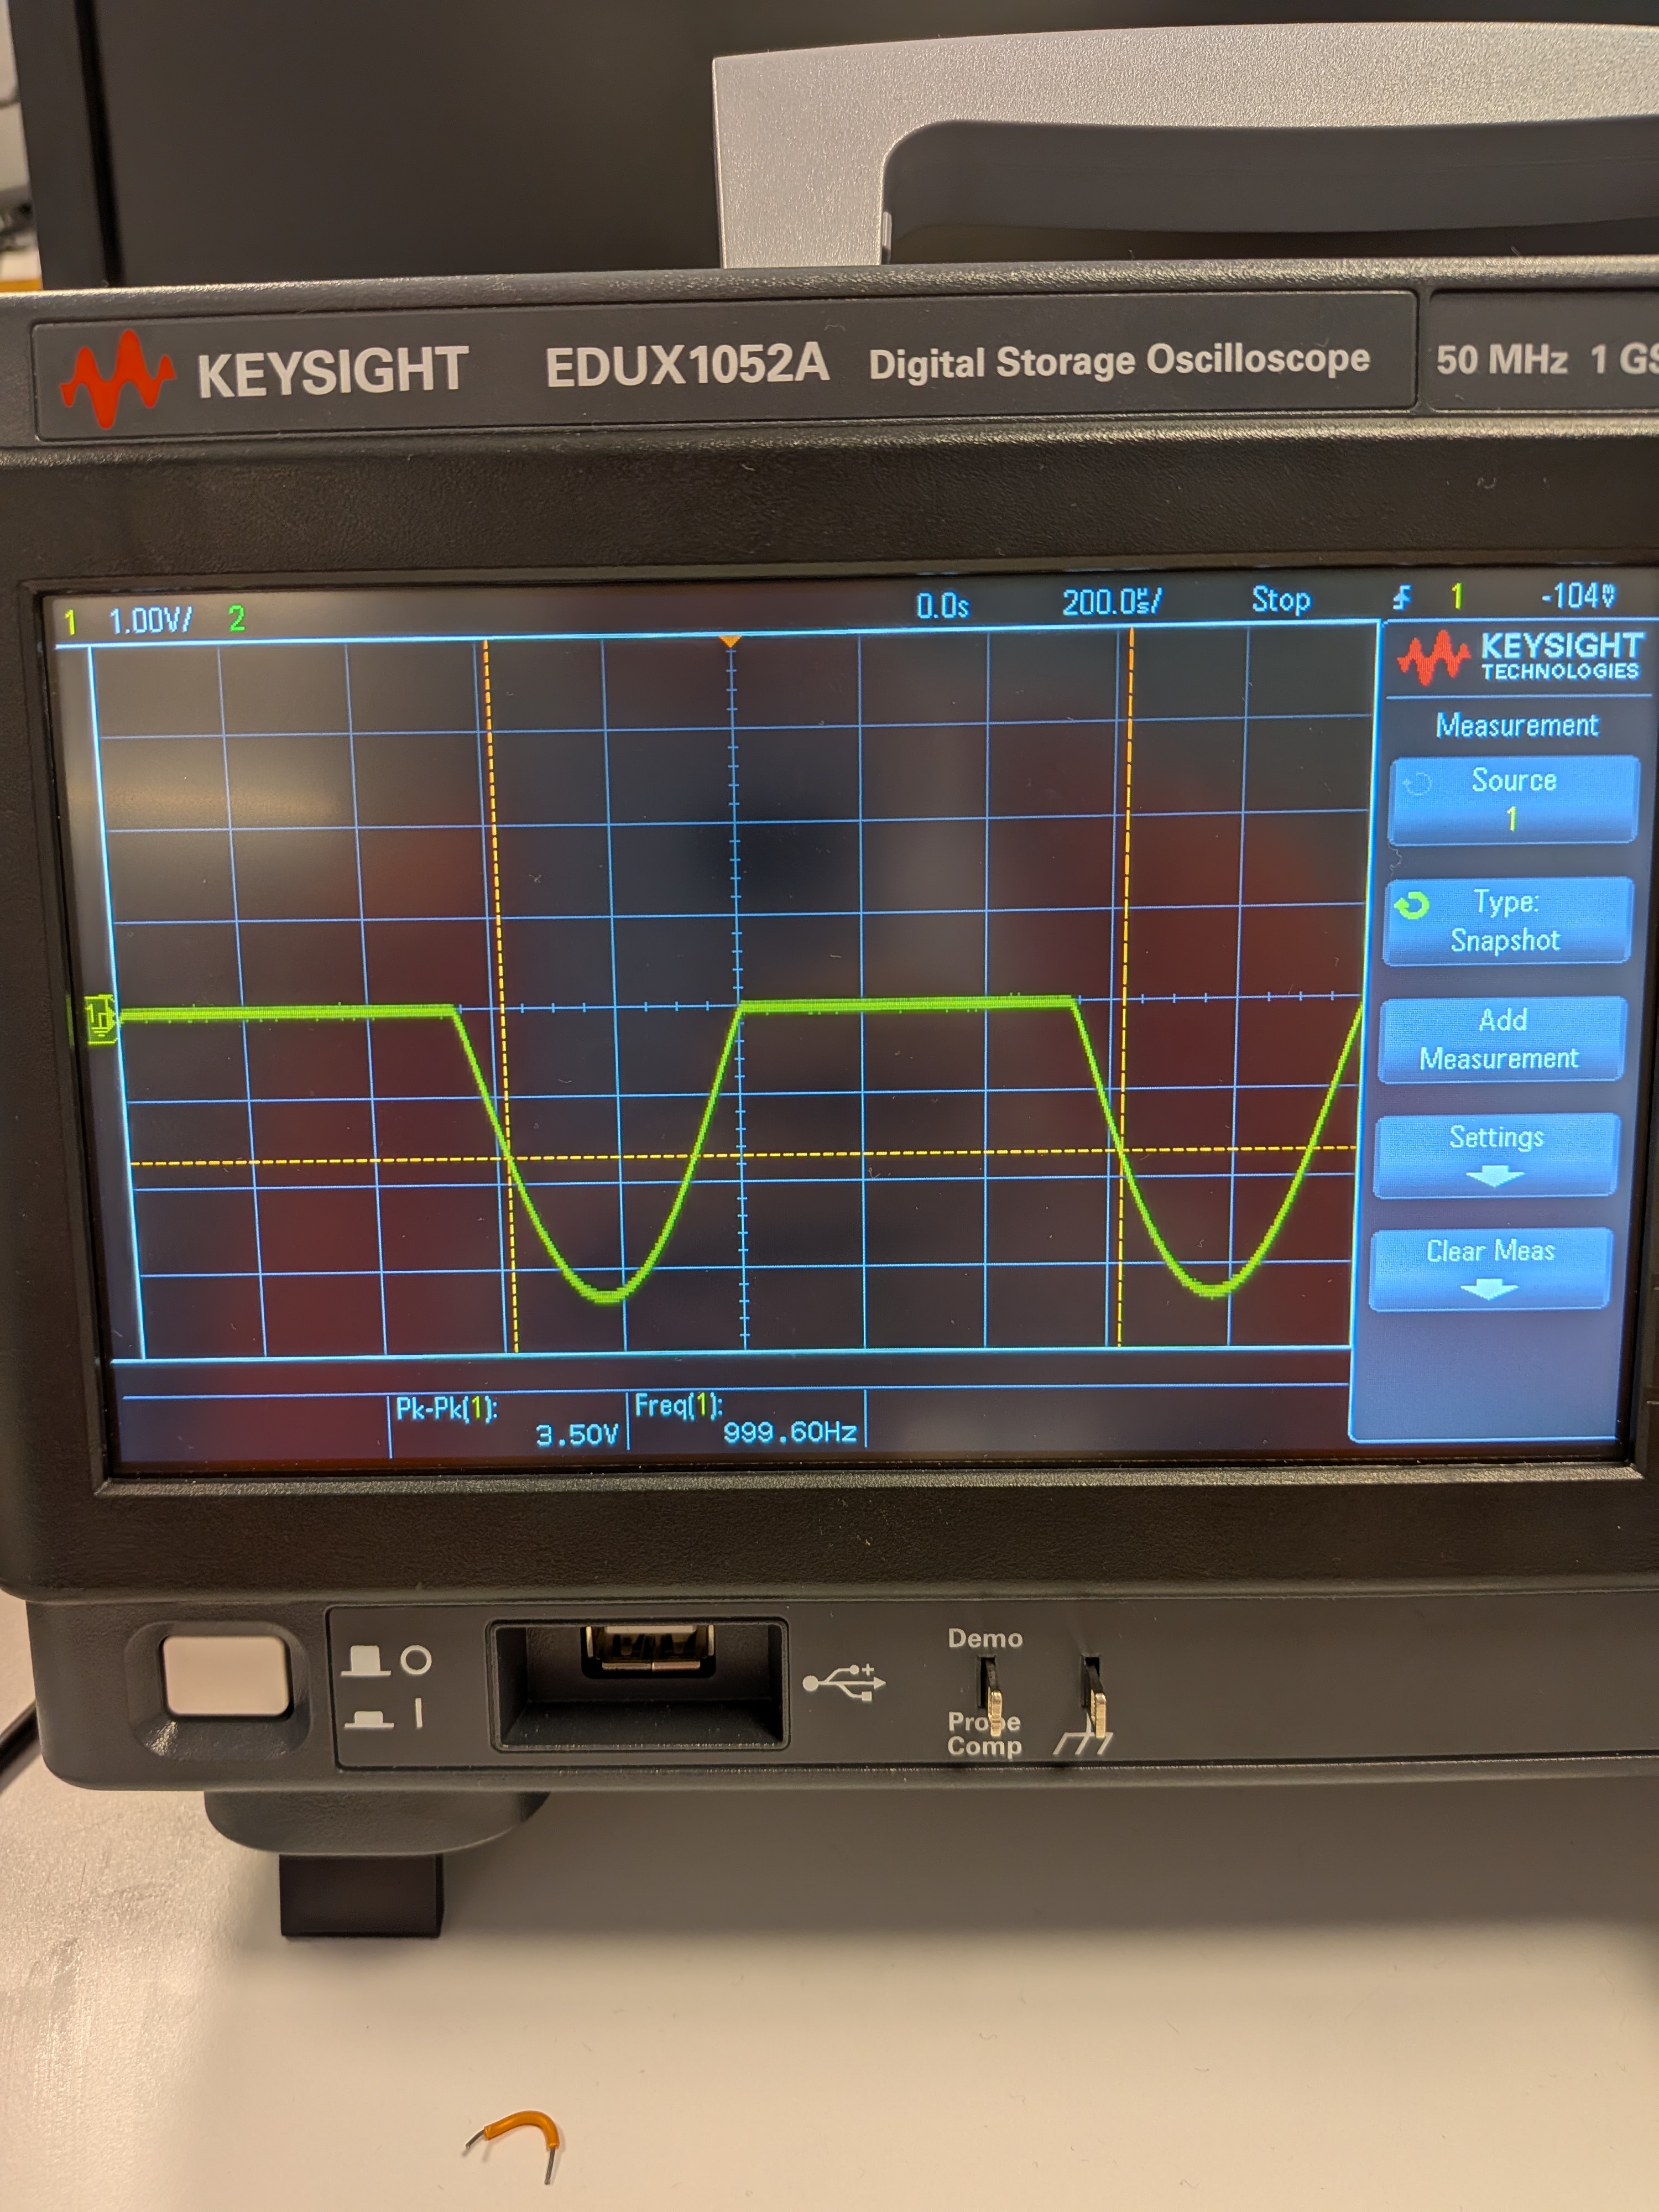 KEYSIGHT EDUX1052A Digital Storage Oscilloscope 50 MHz 1
1 1.00V/ 2 0.0s 200.0µs/ Stop 1 -104mV
KEYSIGHT
TECHNOLOGIES
Measurement
Source
1
Type:
Snapshot
Add
Measurement
Settings
Clear Meas
Pk-Pk(1):
3.50V
Freq(1):
999.60Hz
Demo
Probe
Comp